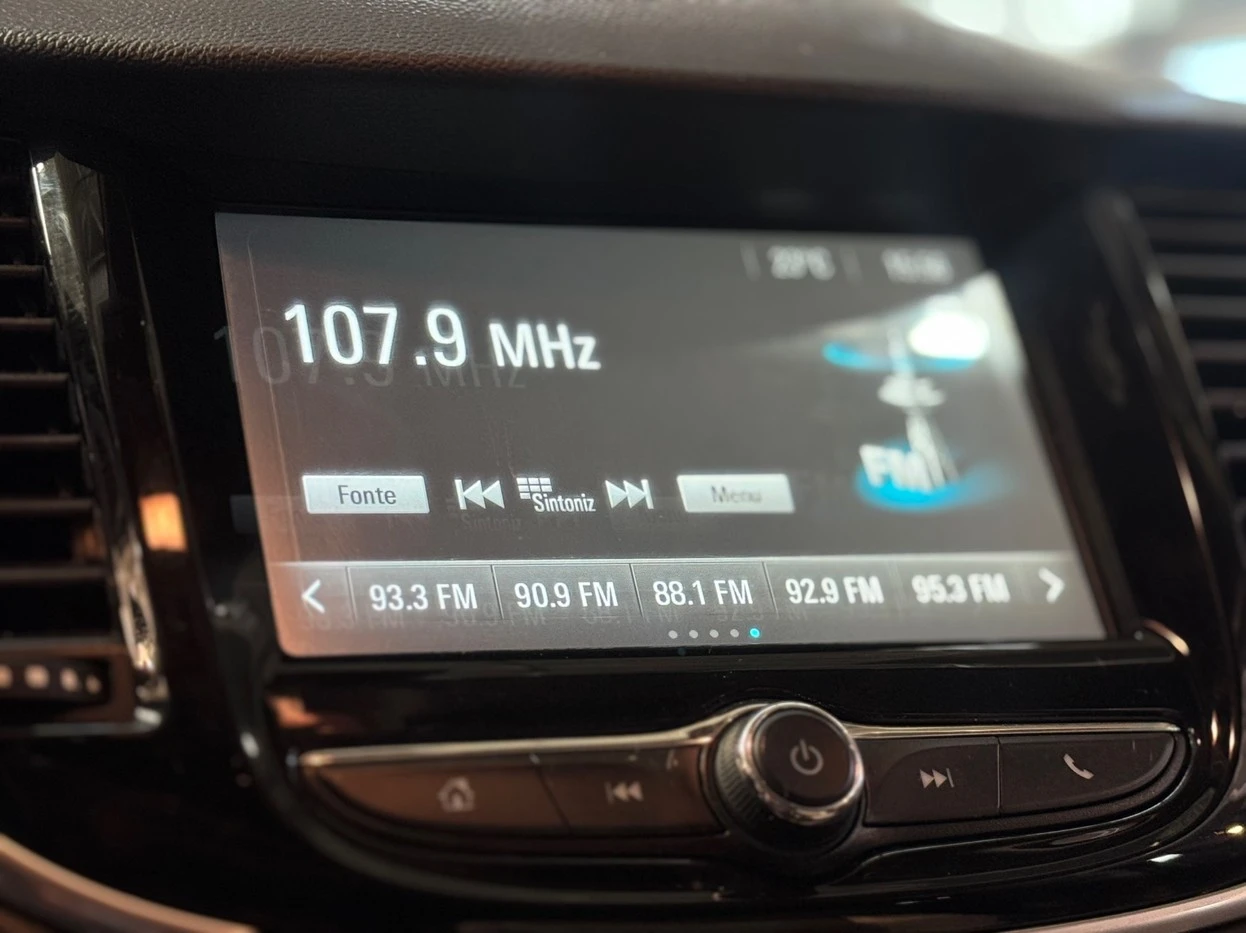 107.9 MHz
FM
Fonte
Sintoniz
Menu
93.3 FM 90.9 FM 88.1 FM 92.9 FM 95.3 FM